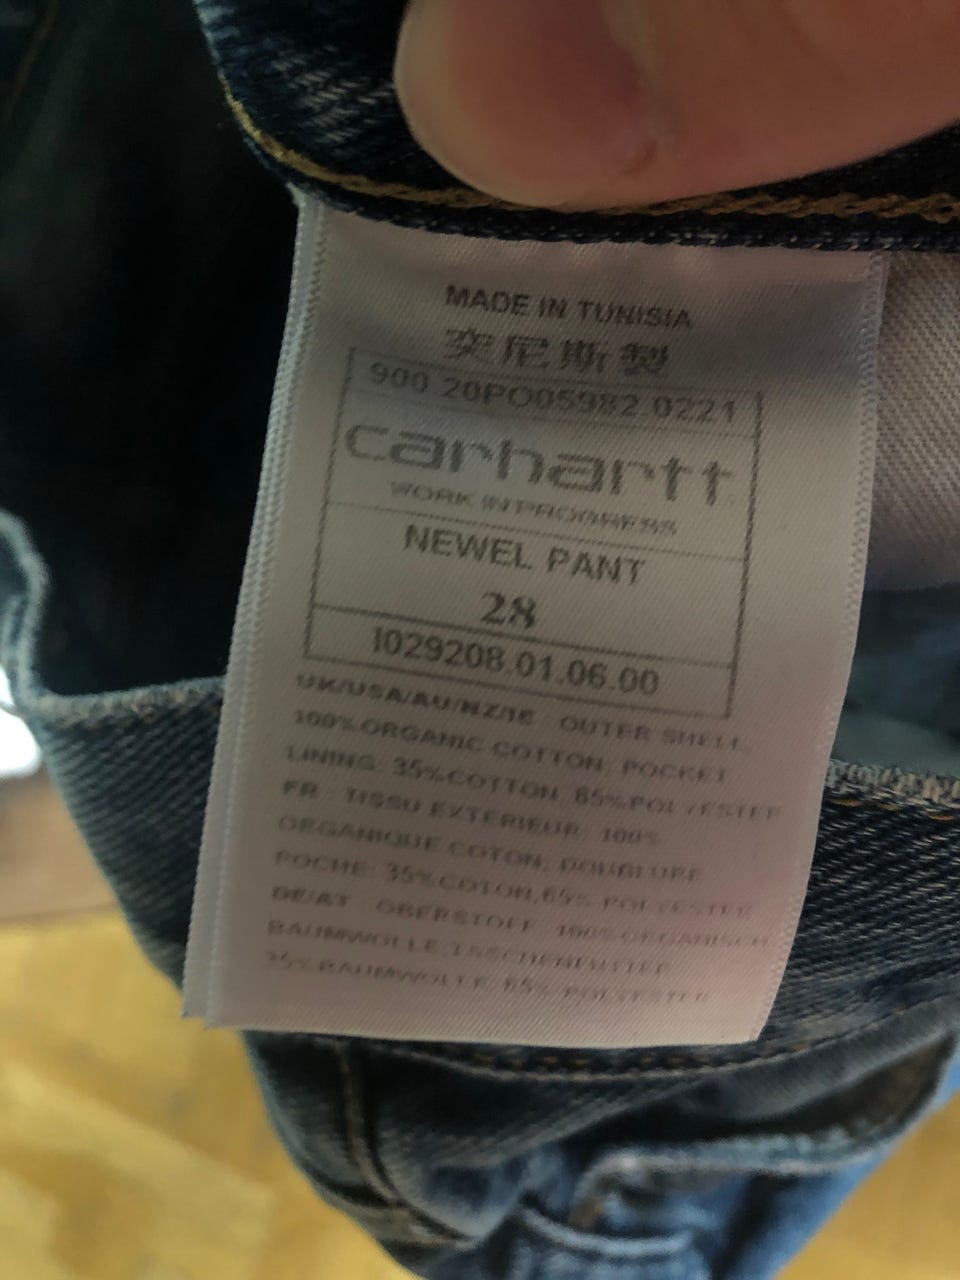 MADE IN TUNISIA
突尼斯製
900 20PO05982 0221
carhartt
WORK IN PROGRESS
NEWEL PANT
28
I029208.01.06.00
UK/USA/AU/NZ/IE OUTER SHELL
100% ORGANIC COTTON; POCKET
LINING: 35%COTTON, 65%POLYESTER
FR : TISSU EXTERIEUR: 100%
ORGANIQUE COTON; DOUBLURE
POCHE: 35%COTON,65% POLYESTER
DE/AT OBERSTOFF 100%ORGANISCH
BAUMWOLLE;TASCHENFUTTER
35% BAUMWOLLE, 65% POLYESTER